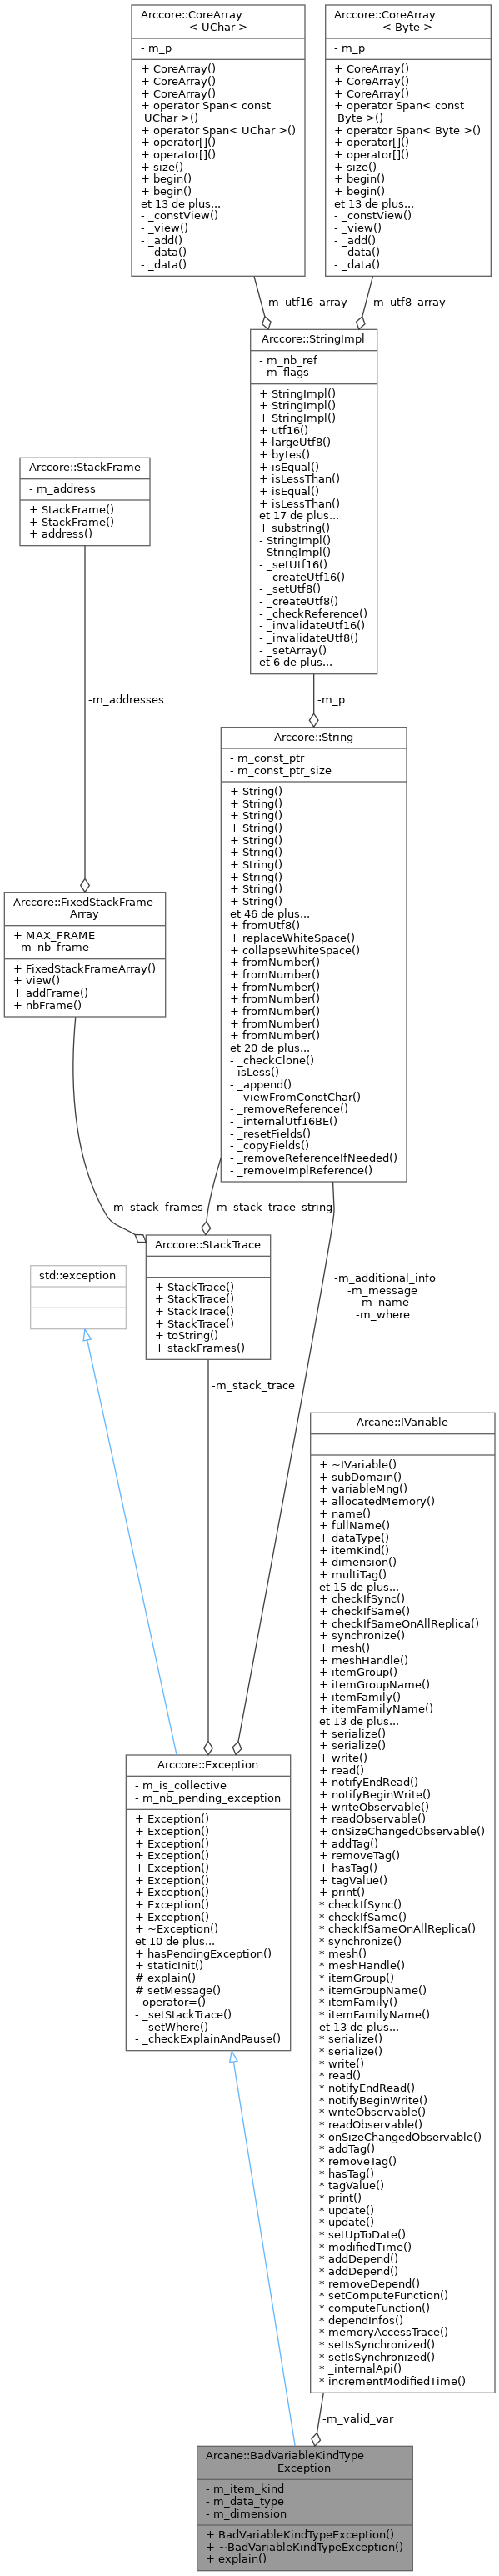 Arccore::CoreArray
< UChar >
- m_p
+ CoreArray()
+ CoreArray()
+ CoreArray()
+ operator Span< const
UChar >()
+ operator Span< UChar >()
+ operator[]()
+ operator[]()
+ size()
+ begin()
+ begin()
et 13 de plus...
- _constView()
- _view()
- _add()
- _data()
- _data()
Arccore::CoreArray
< Byte >
- m_p
+ CoreArray()
+ CoreArray()
+ CoreArray()
+ operator Span< const
Byte >()
+ operator Span< Byte >()
+ operator[]()
+ operator[]()
+ size()
+ begin()
+ begin()
et 13 de plus...
- _constView()
- _view()
- _add()
- _data()
- _data()
-m_utf16_array
-m_utf8_array
Arccore::StringImpl
- m_nb_ref
- m_flags
+ StringImpl()
+ StringImpl()
+ StringImpl()
+ utf16()
+ largeUtf8()
+ bytes()
+ isEqual()
+ isLessThan()
+ isEqual()
+ isLessThan()
et 17 de plus...
+ substring()
- StringImpl()
- StringImpl()
- _setUtf16()
- _createUtf16()
- _setUtf8()
- _createUtf8()
- _checkReference()
- _invalidateUtf16()
- _invalidateUtf8()
- _setArray()
et 6 de plus...
Arccore::StackFrame
- m_address
+ StackFrame()
+ StackFrame()
+ address()
-m_addresses
-m_p
Arccore::String
- m_const_ptr
- m_const_ptr_size
+ String()
+ String()
+ String()
+ String()
+ String()
+ String()
+ String()
+ String()
+ String()
+ String()
et 46 de plus...
+ fromUtf8()
+ replaceWhiteSpace()
+ collapseWhiteSpace()
+ fromNumber()
+ fromNumber()
+ fromNumber()
+ fromNumber()
+ fromNumber()
+ fromNumber()
+ fromNumber()
et 20 de plus...
- _checkClone()
- isLess()
- _append()
- _viewFromConstChar()
- _removeReference()
- _internalUtf16BE()
- _resetFields()
- _copyFields()
- _removeReferenceIfNeeded()
- _removeImplReference()
Arccore::FixedStackFrame
Array
+ MAX_FRAME
- m_nb_frame
+ FixedStackFrameArray()
+ view()
+ addFrame()
+ nbFrame()
-m_stack_frames
-m_stack_trace_string
Arccore::StackTrace
+ StackTrace()
+ StackTrace()
+ StackTrace()
+ StackTrace()
+ toString()
+ stackFrames()
std::exception
-m_additional_info
-m_message
-m_name
-m_where
-m_stack_trace
Arcane::IVariable
+ ~IVariable()
+ subDomain()
+ variableMng()
+ allocatedMemory()
+ name()
+ fullName()
+ dataType()
+ itemKind()
+ dimension()
+ multiTag()
et 15 de plus...
+ checkIfSync()
+ checkIfSame()
+ checkIfSameOnAllReplica()
+ synchronize()
+ mesh()
+ meshHandle()
+ itemGroup()
+ itemGroupName()
+ itemFamily()
+ itemFamilyName()
et 13 de plus...
+ serialize()
+ serialize()
+ write()
+ read()
+ notifyEndRead()
+ notifyBeginWrite()
+ writeObservable()
+ readObservable()
+ onSizeChangedObservable()
+ addTag()
+ removeTag()
+ hasTag()
+ tagValue()
+ print()
* checkIfSync()
* checkIfSame()
* checkIfSameOnAllReplica()
* synchronize()
* mesh()
* meshHandle()
* itemGroup()
* itemGroupName()
* itemFamily()
* itemFamilyName()
et 13 de plus...
* serialize()
* serialize()
* write()
* read()
* notifyEndRead()
* notifyBeginWrite()
* writeObservable()
* readObservable()
* onSizeChangedObservable()
* addTag()
* removeTag()
* hasTag()
* tagValue()
* print()
* update()
* update()
* setUpToDate()
* modifiedTime()
* addDepend()
* addDepend()
* removeDepend()
* setComputeFunction()
* computeFunction()
* dependInfos()
* memoryAccessTrace()
* setIsSynchronized()
* setIsSynchronized()
* _internalApi()
* incrementModifiedTime()
Arccore::Exception
- m_is_collective
- m_nb_pending_exception
+ Exception()
+ Exception()
+ Exception()
+ Exception()
+ Exception()
+ Exception()
+ Exception()
+ Exception()
+ Exception()
+ ~Exception()
et 10 de plus...
+ hasPendingException()
+ staticInit()
# explain()
# setMessage()
- operator=()
- _setStackTrace()
- _setWhere()
- _checkExplainAndPause()
-m_valid_var
Arcane::BadVariableKindType
Exception
- m_item_kind
- m_data_type
- m_dimension
+ BadVariableKindTypeException()
+ ~BadVariableKindTypeException()
+ explain()